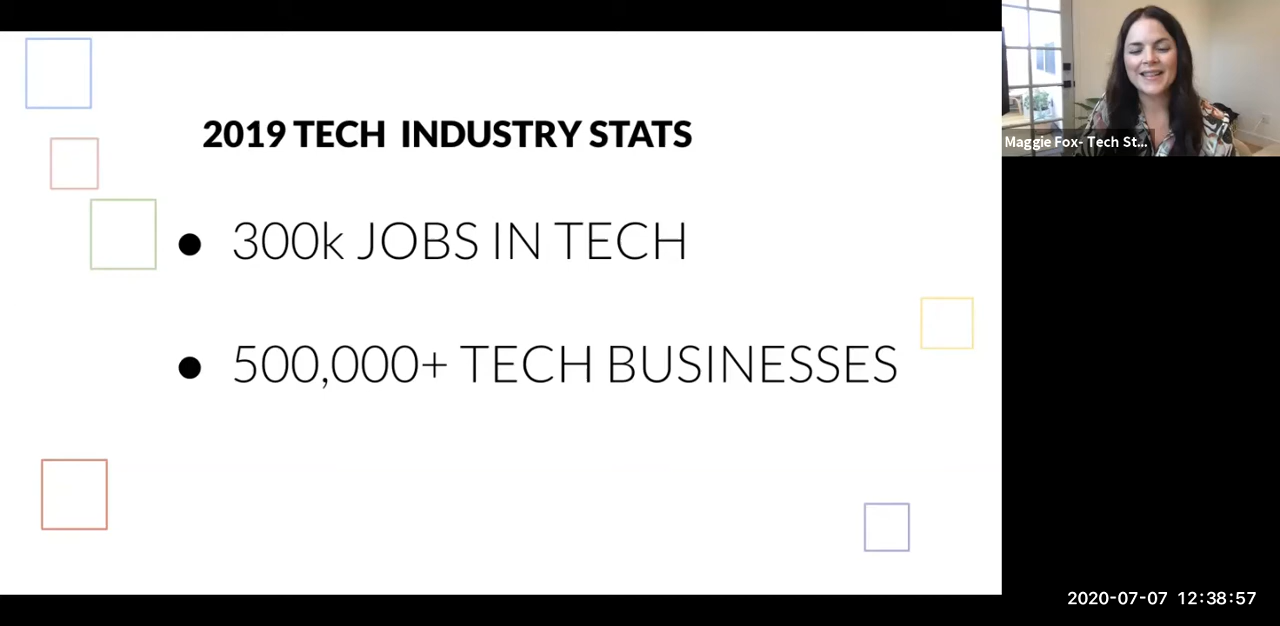 2019 TECH INDUSTRY STATS
● 300k JOBS IN TECH
● 500,000+ TECH BUSINESSES
Maggie Fox- Tech St...
2020-07-07 12:38:57